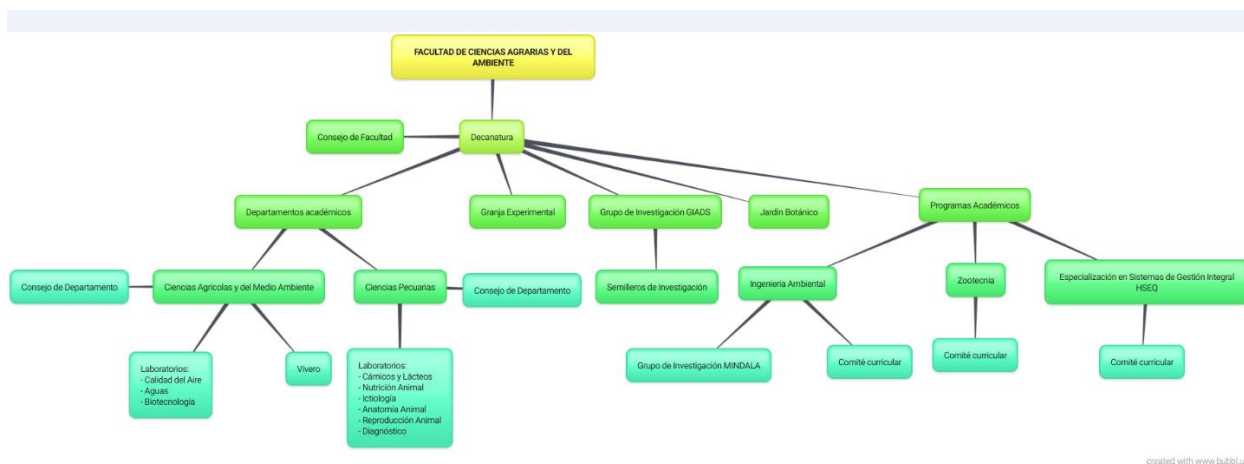 FACULTAD DE CIENCIAS AGRARIAS Y DEL
AMBIENTE
Consejo de Facultad
Decanatura
Departamentos académicos
Granja Experimental
Grupo de Investigación GIADS
Jardín Botánico
Programas Académicos
Consejo de Departamento
Ciencias Agrícolas y del Medio Ambiente
Ciencias Pecuarias
Consejo de Departamento
Semilleros de Investigación
Ingeniería Ambiental
Zootecnia
Especialización en Sistemas de Gestión Integral
HSEQ
Laboratorios:
- Calidad del Aire
- Aguas
- Biotecnología
Vivero
Laboratorios:
- Cárnicos y Lácteos
- Nutrición Animal
- Ictiología
- Anatomía Animal
- Reproducción Animal
- Diagnóstico
Grupo de Investigación MINDALA
Comité curricular
Comité curricular
Comité curricular
created with www.bubbl.u